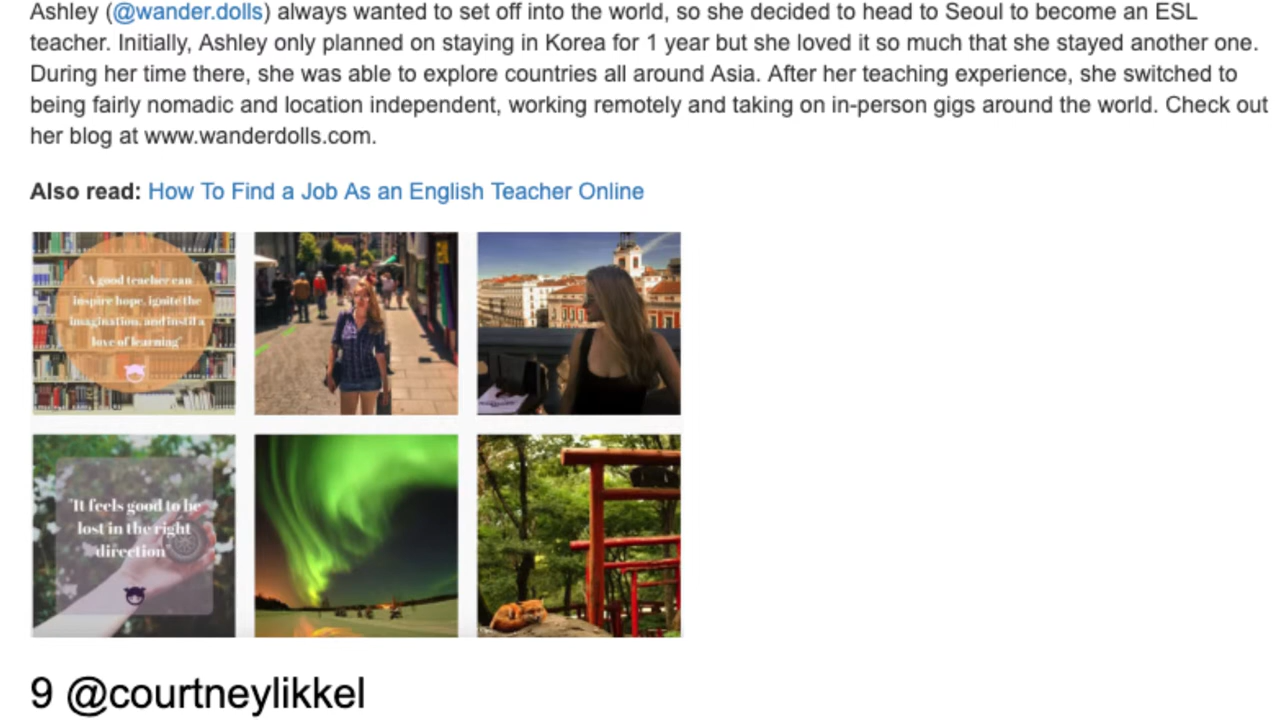 Ashley (@wander.dolls) always wanted to set off into the world, so she decided to head to Seoul to become an ESL
teacher. Initially, Ashley only planned on staying in Korea for 1 year but she loved it so much that she stayed another one.
During her time there, she was able to explore countries all around Asia. After her teaching experience, she switched to
being fairly nomadic and location independent, working remotely and taking on in-person gigs around the world. Check out
her blog at www.wanderdolls.com.
Also read: How To Find a Job As an English Teacher Online
"A good teacher can
inspire hope, ignite the
imagination, and instil a
love of learning"
"It feels good to be
lost in the right
direction"
9 @courtneylikkel